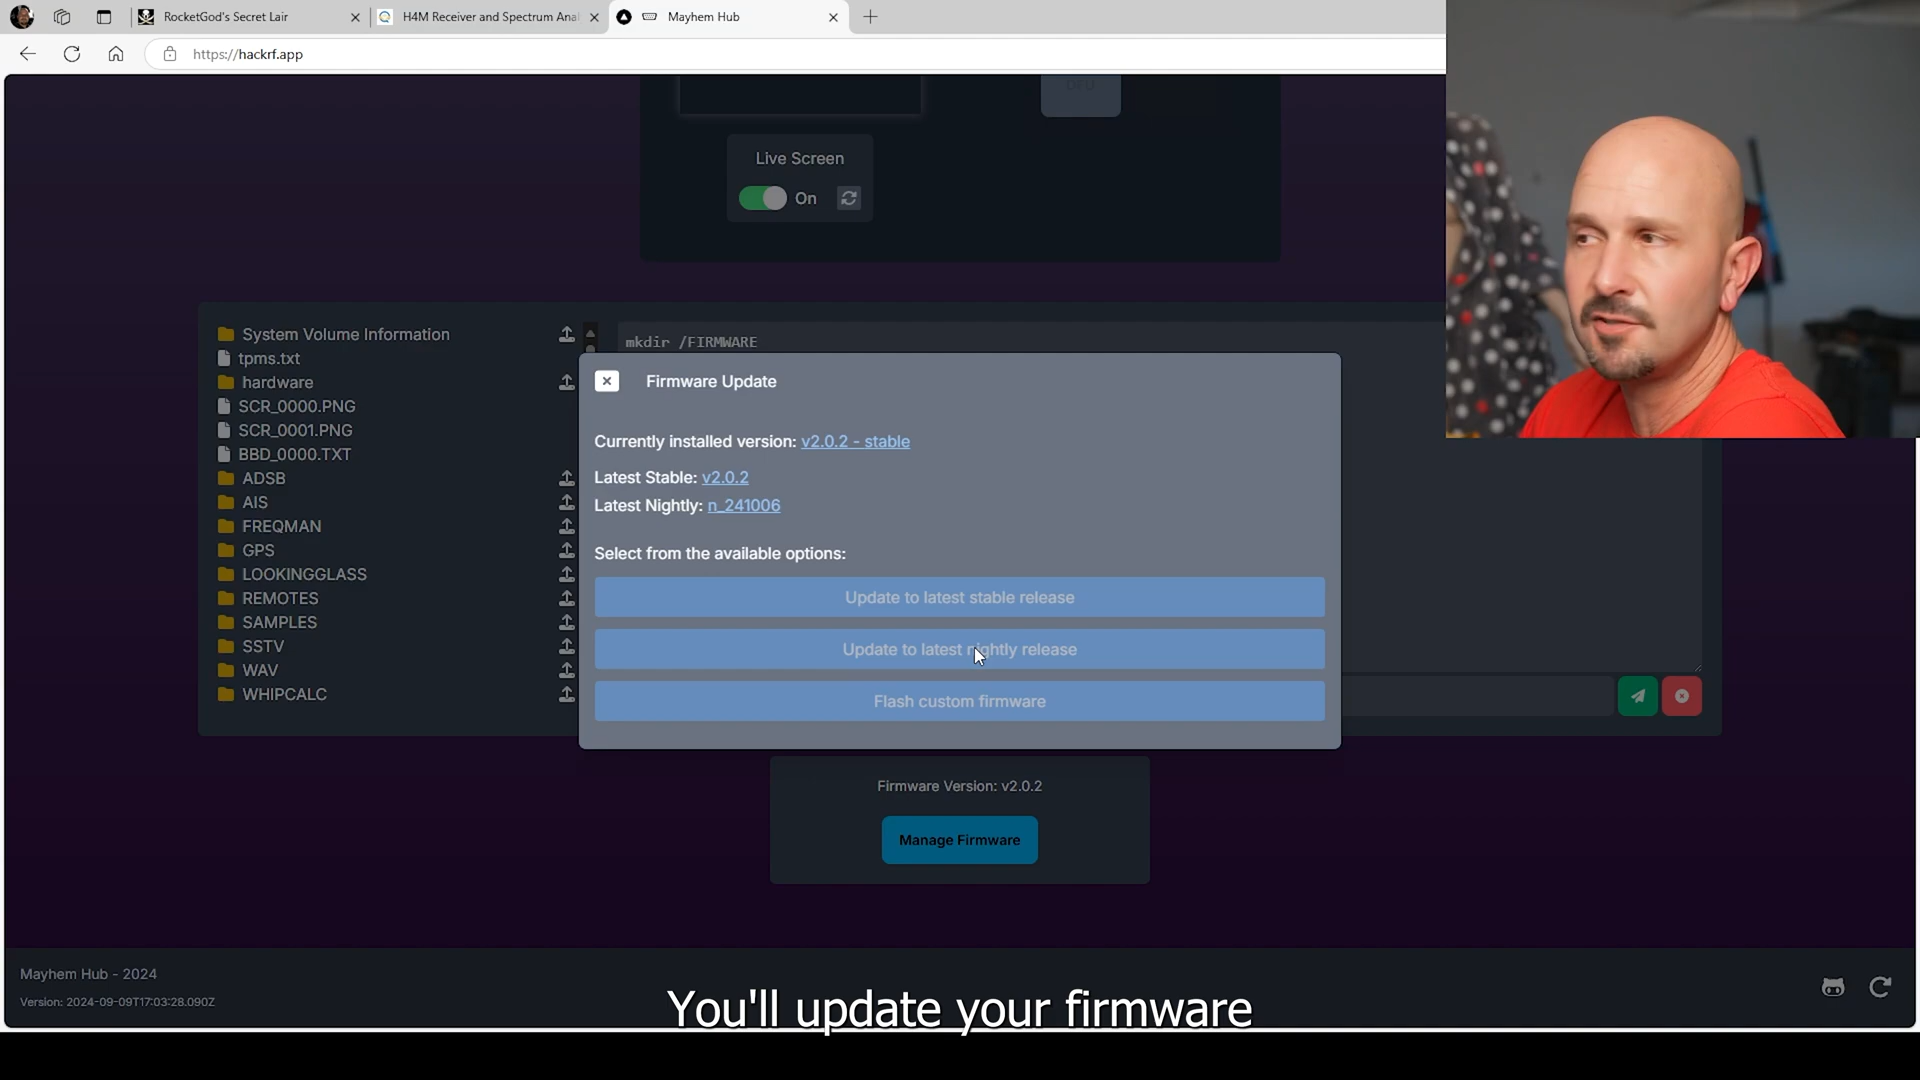 RocketGod's Secret Lair
H4M Receiver and Spectrum Anal
Mayhem Hub
https://hackrf.app
Live Screen
On
System Volume Information
tpms.txt
hardware
SCR_0000.PNG
SCR_0001.PNG
BBD_0000.TXT
ADSB
AIS
FREQMAN
GPS
LOOKINGGLASS
REMOTES
SAMPLES
SSTV
WAV
WHIPCALC
mkdir /FIRMWARE
Firmware Update
Currently installed version: v2.0.2 - stable
Latest Stable: v2.0.2
Latest Nightly: n_241006
Select from the available options:
Update to latest stable release
Update to latest nightly release
Flash custom firmware
Firmware Version: v2.0.2
Manage Firmware
Mayhem Hub - 2024
Version: 2024-09-09T17:03:28.090Z
You'll update your firmware